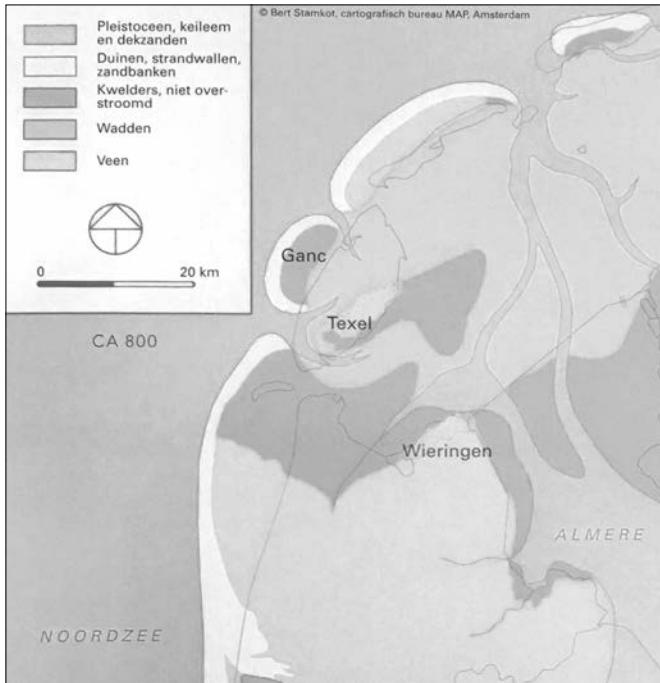 © Bert Stamkot, cartografisch bureau MAP, Amsterdam
Pleistoceen, keileem
en dekzanden
Duinen, strandwallen,
zandbanken
Kwelders, niet over-
stroomd
Wadden
Veen
0 20 km
CA 800
Ganc
Texel
Wieringen
ALMERE
NOORDZEE